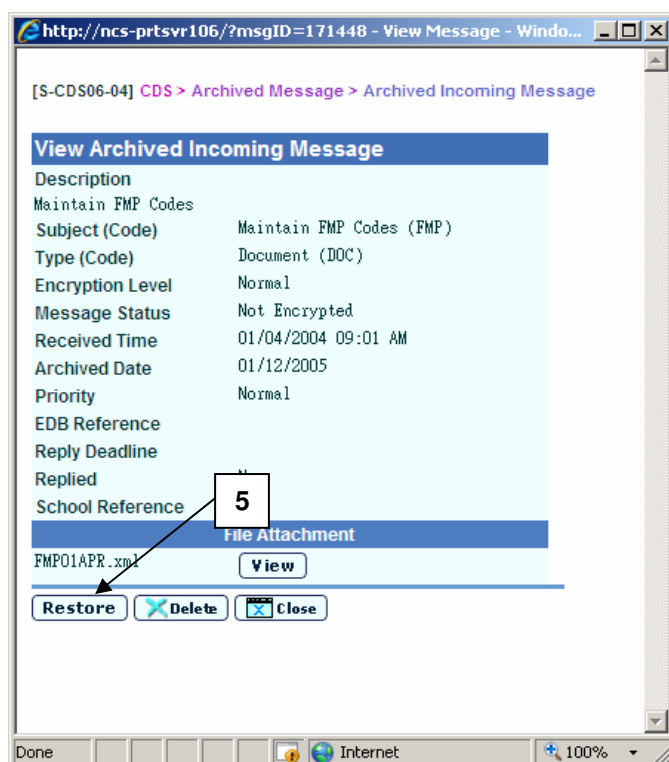 http://ncs-prtsvr106/?msgID=171448 - View Message - Windo...
[S-CDS06-04] CDS > Archived Message > Archived Incoming Message
View Archived Incoming Message
Description
Maintain FMP Codes
Subject (Code) Maintain FMP Codes (FMP)
Type (Code) Document (DOC)
Encryption Level Normal
Message Status Not Encrypted
Received Time 01/04/2004 09:01 AM
Archived Date 01/12/2005
Priority Normal
EDB Reference
Reply Deadline
Replied
School Reference
5
File Attachment
FMP01APR.xml View
Restore Delete Close
Done Internet 100%